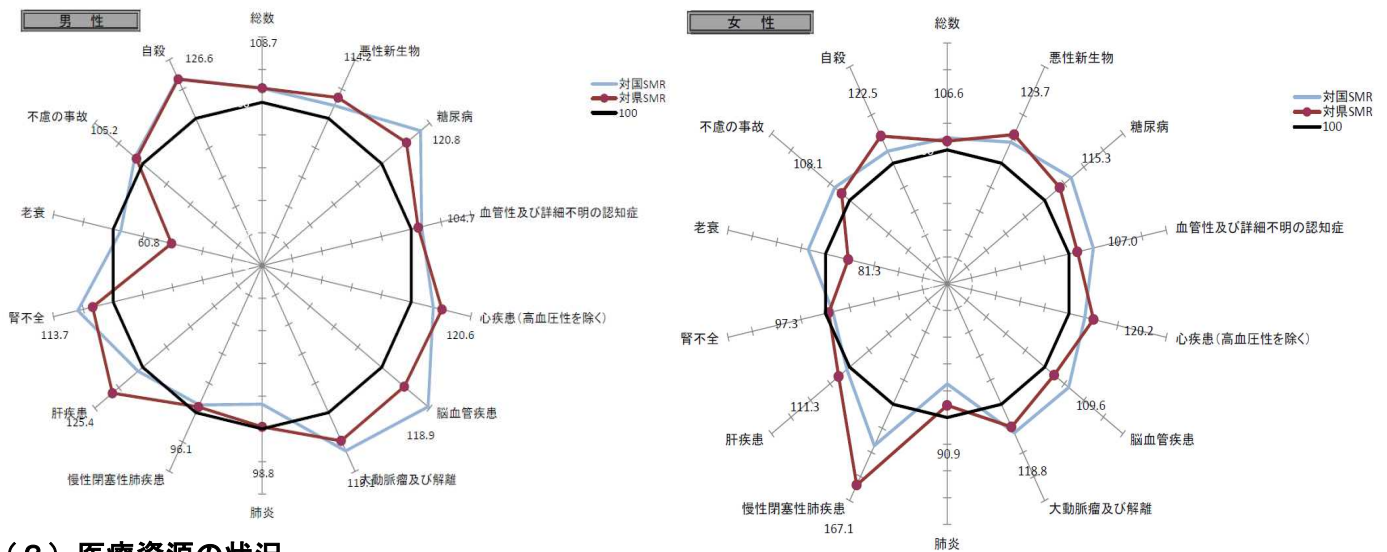 男 性
総数
108.7
悪性新生物
114.2
糖尿病
120.8
血管性及び詳細不明の認知症
104.7
心疾患(高血圧性を除く)
120.6
脳血管疾患
118.9
大動脈瘤及び解離
肺炎
98.8
慢性閉塞性肺疾患
96.1
肝疾患
125.4
腎不全
113.7
老衰
60.8
不慮の事故
105.2
自殺
126.6
対国SMR
対県SMR
100
女 性
総数
106.6
悪性新生物
123.7
糖尿病
115.3
血管性及び詳細不明の認知症
107.0
心疾患(高血圧性を除く)
120.2
脳血管疾患
109.6
大動脈瘤及び解離
118.8
肺炎
90.9
慢性閉塞性肺疾患
167.1
肝疾患
111.3
腎不全
97.3
老衰
81.3
不慮の事故
108.1
自殺
122.5
対国SMR
対県SMR
100